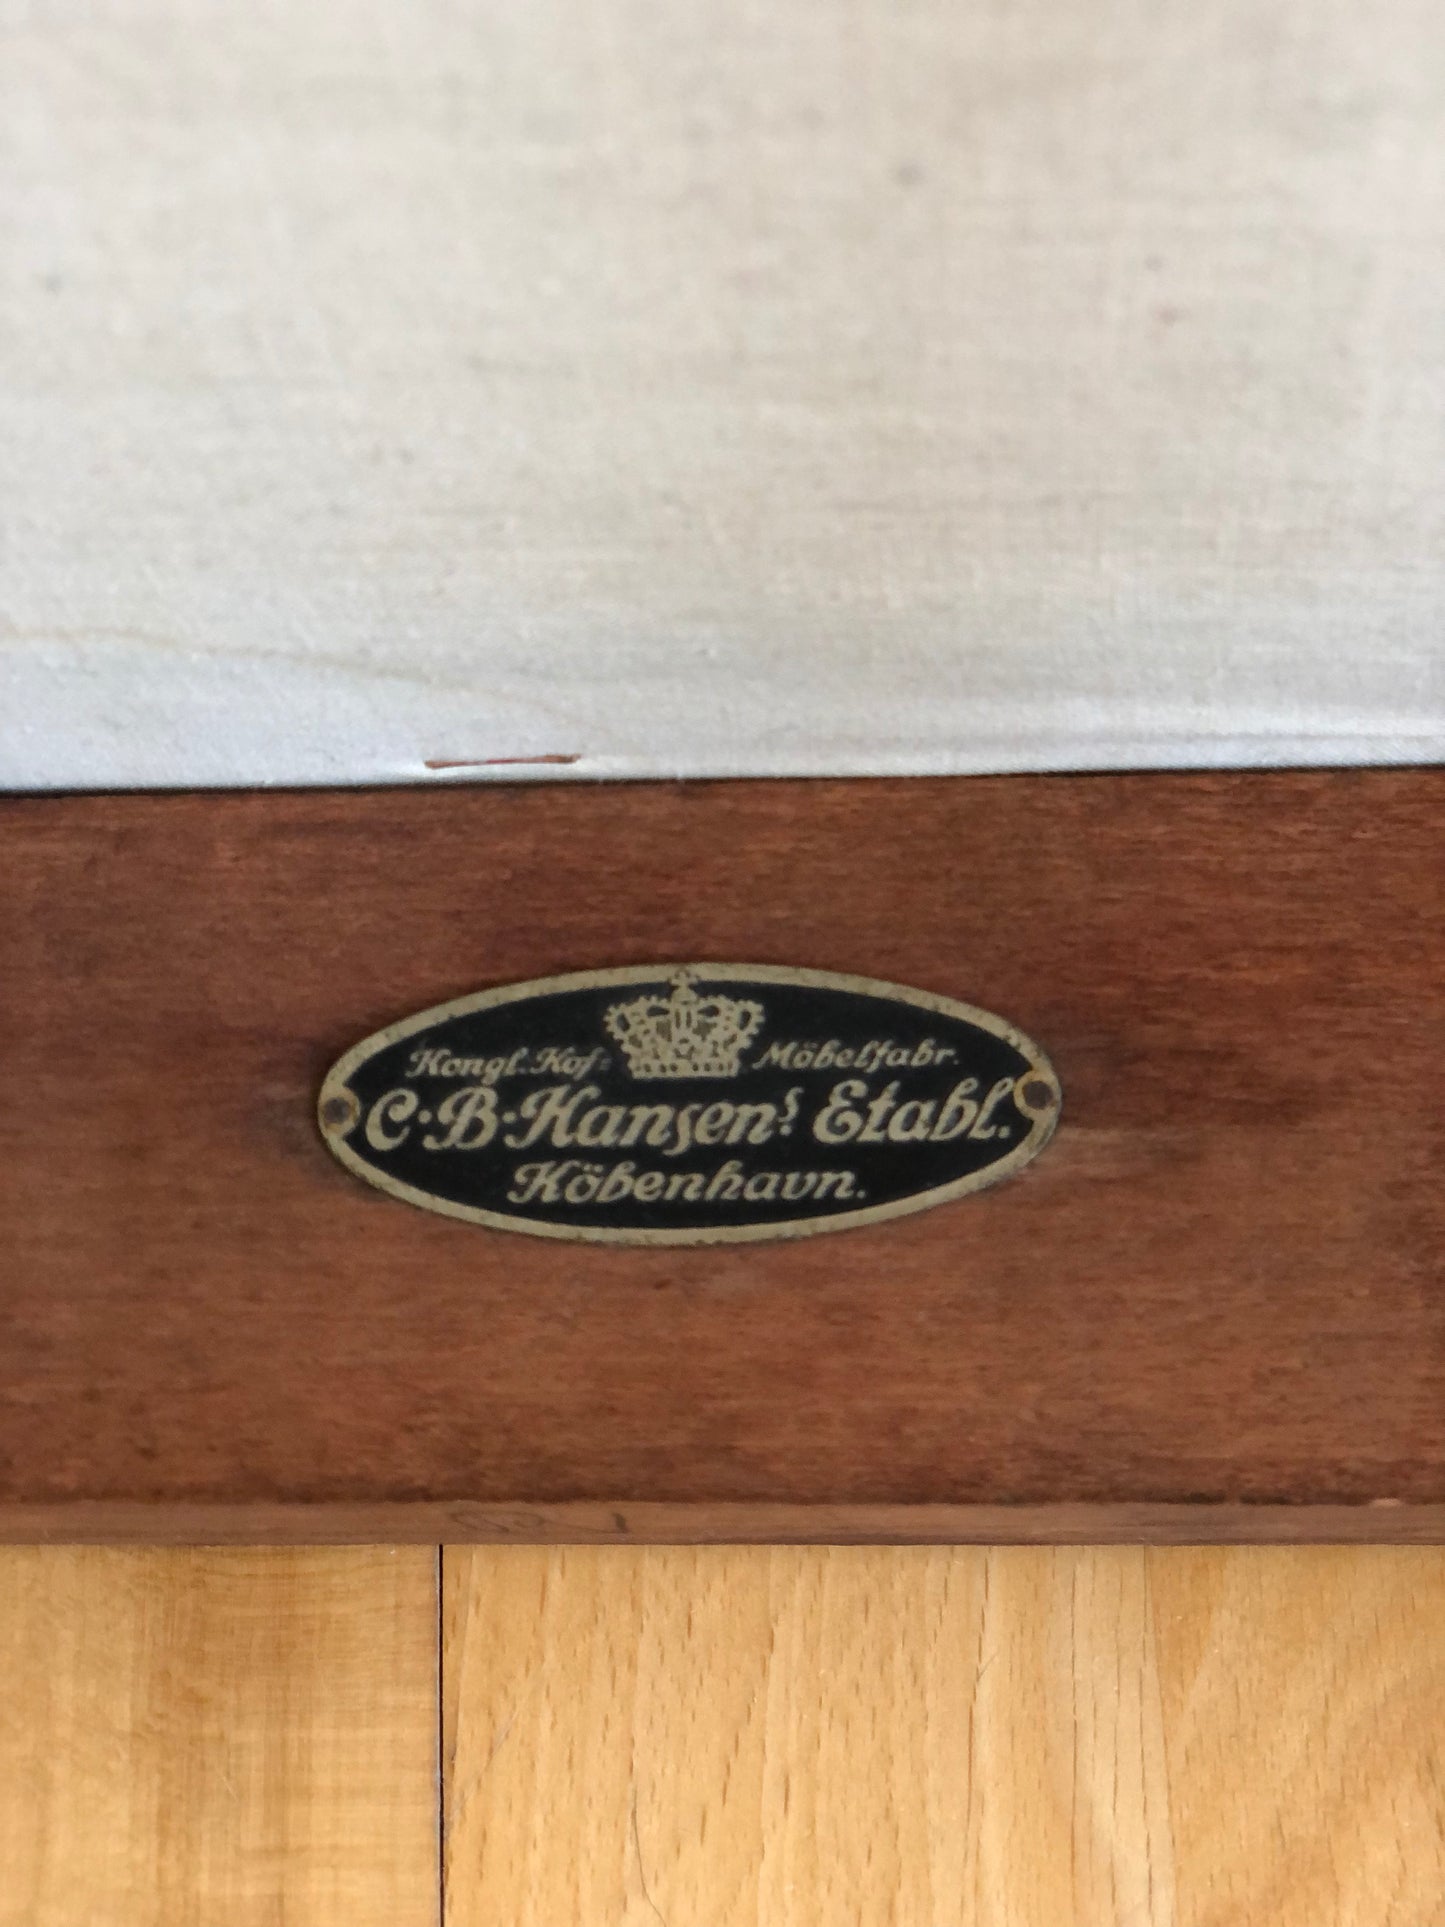 Kongl. Hof= Möbelfabr.
C·B·Hansens Etabl.
Köbenhavn.